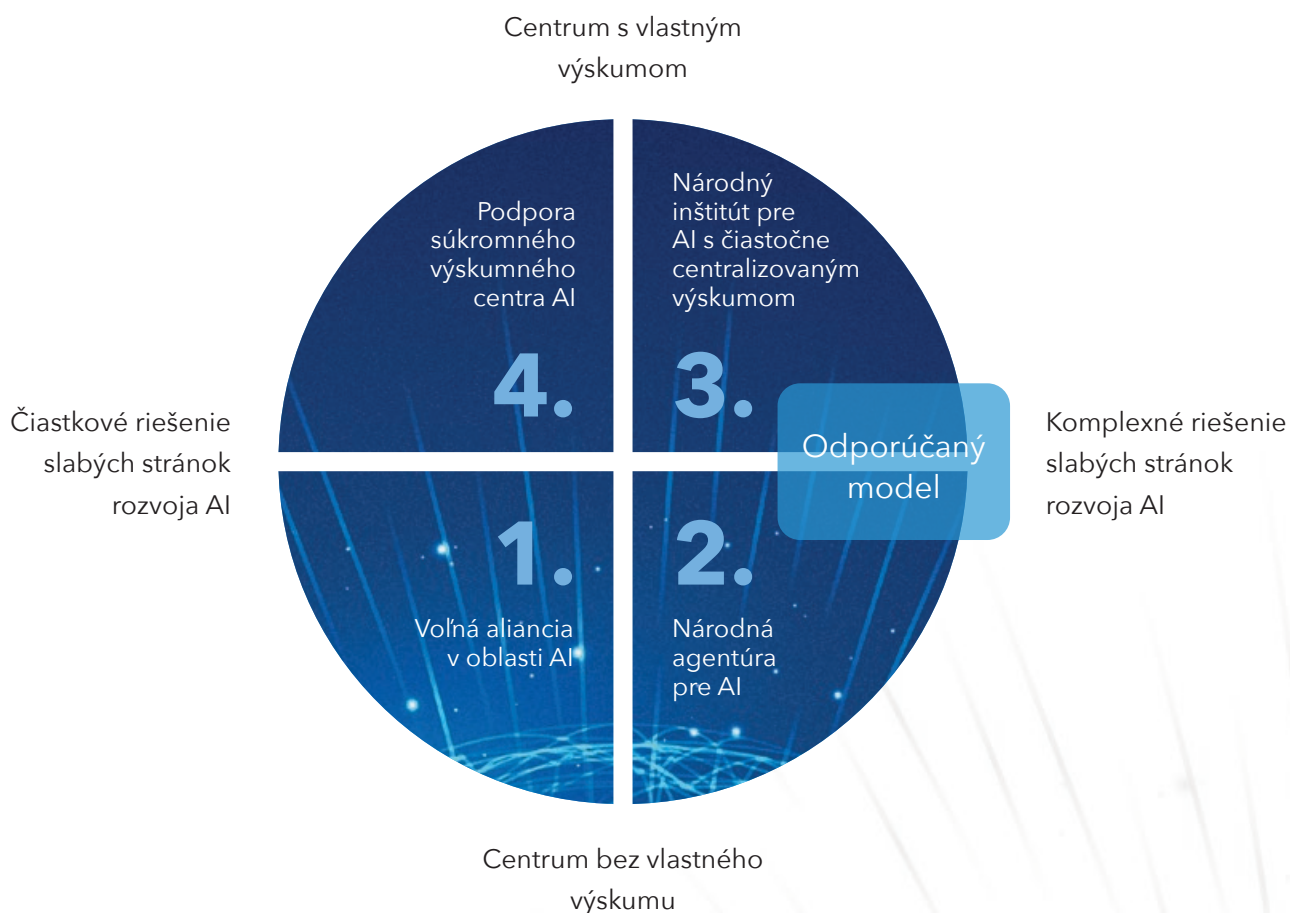 Centrum s vlastným
výskumom
Podpora
súkromného
výskumného
centra AI
4.
Národný
inštitút pre
AI s čiastočne
centralizovaným
výskumom
3.
Čiastkové riešenie
slabých stránok
rozvoja AI
Odporúčaný
model
Komplexné riešenie
slabých stránok
rozvoja AI
1.
Voľná aliancia
v oblasti AI
2.
Národná
agentúra
pre AI
Centrum bez vlastného
výskumu